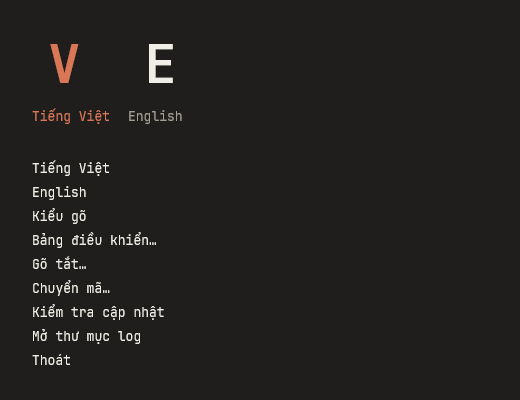 V E
Tiếng Việt English
Tiếng Việt
English
Kiểu gõ
Bảng điều khiển…
Gõ tắt…
Chuyển mã…
Kiểm tra cập nhật
Mở thư mục log
Thoát